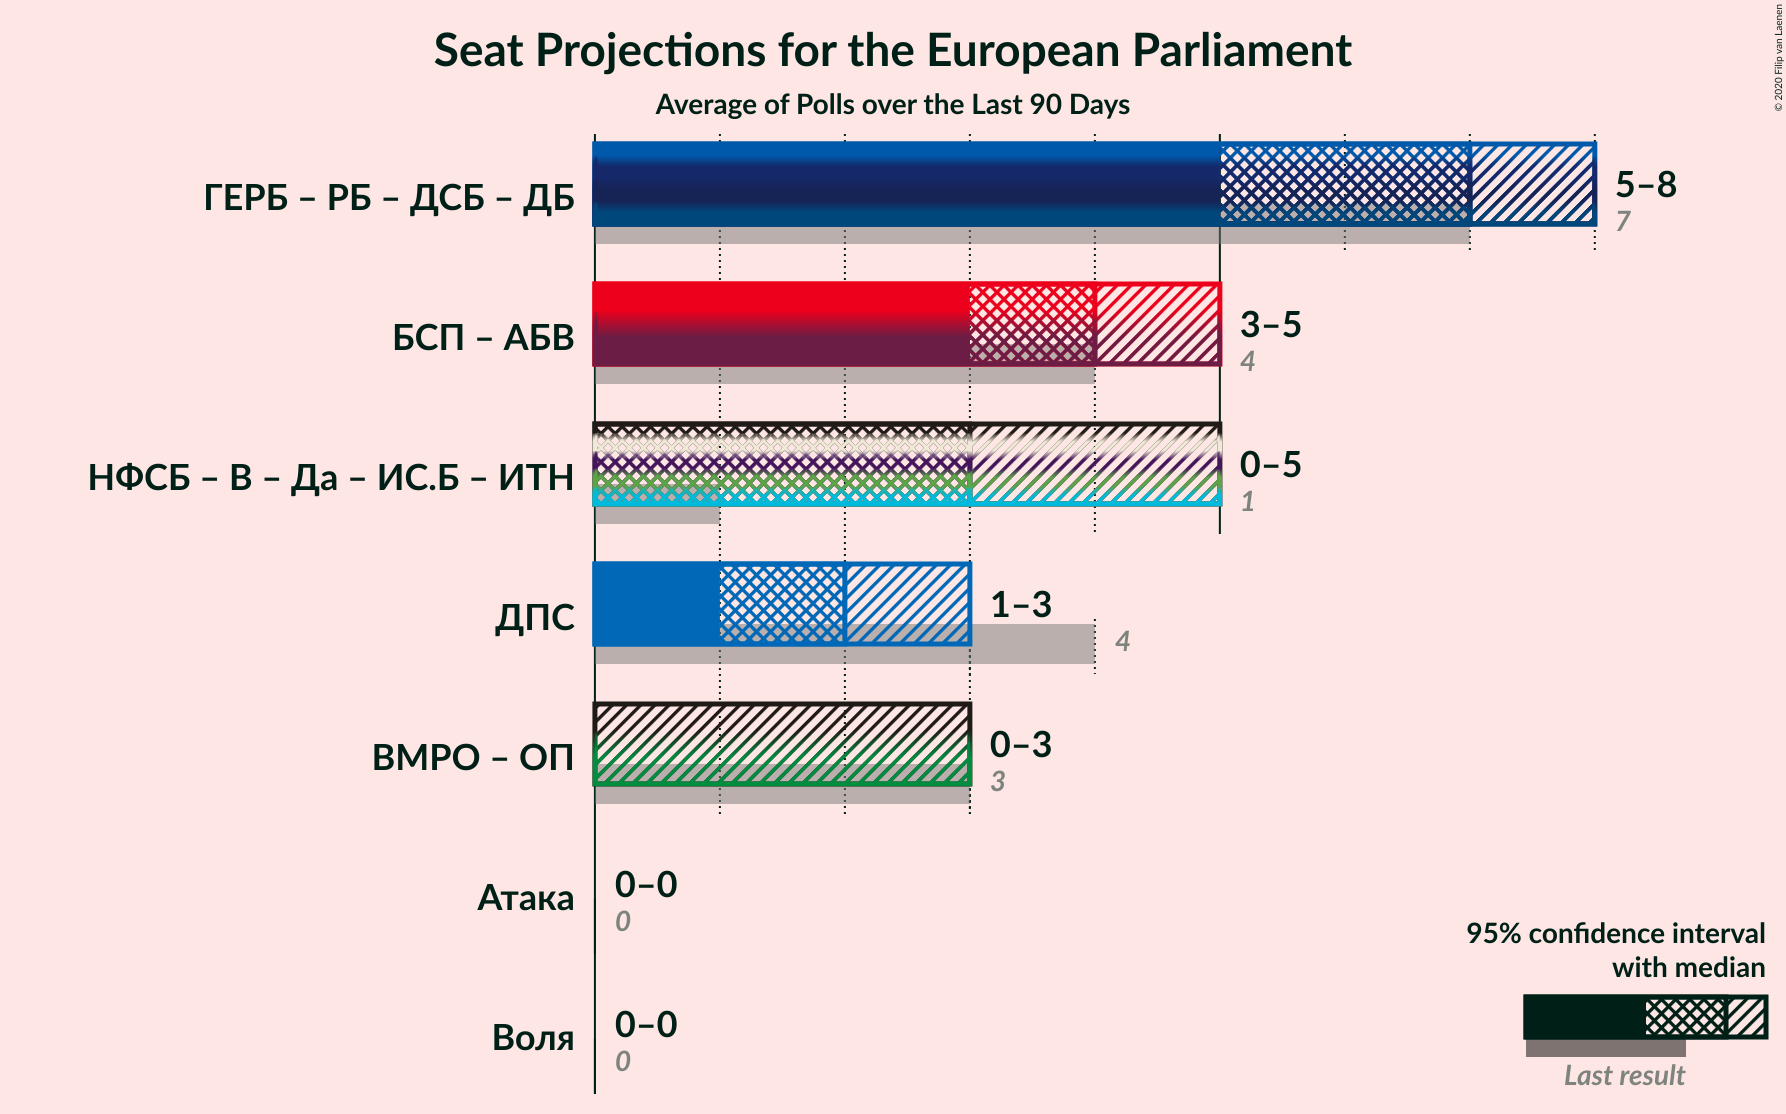 Seat Projections for the European Parliament
Average of Polls over the Last 90 Days
© 2020 Filip van Laenen
ГЕРБ – РБ – ДСБ – ДБ
5–8
7
БСП – АБВ
3–5
4
НФСБ – В – Да – ИС.Б – ИТН
0–5
1
ДПС
1–3
4
ВМРО – ОП
0–3
3
Атака
0–0
0
Воля
0–0
0
95% confidence interval
with median
Last result